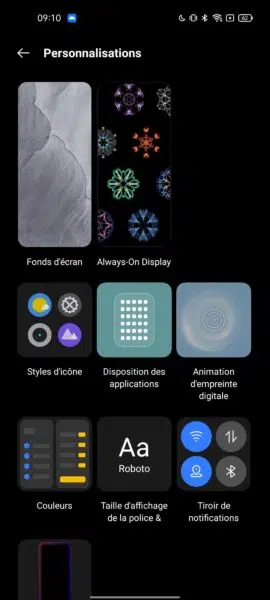 09:10
62
Personnalisations
Fonds d'écran
Always-On Display
Styles d'icône
Disposition des
applications
Animation
d'empreinte
digitale
Aa
Roboto
Couleurs
Taille d'affichage
de la police &
Tiroir de
notifications